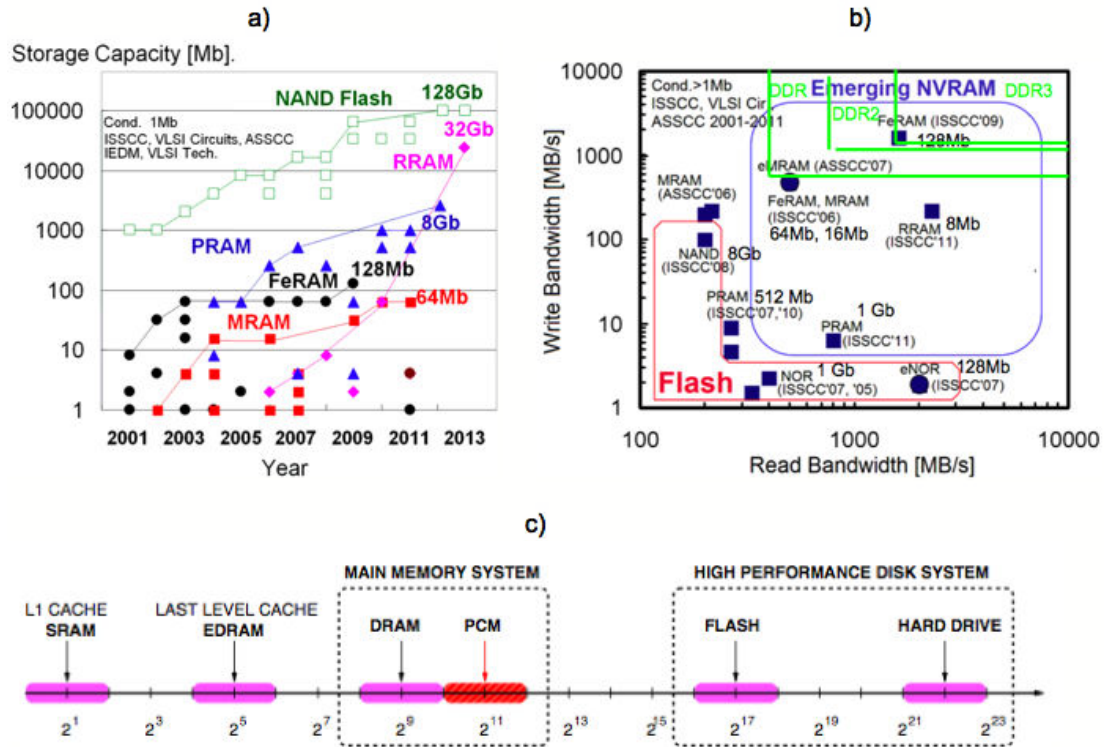 a)
Storage Capacity [Mb].
100000
10000
1000
100
10
1
Cond. 1Mb
ISSCC, VLSI Circuits, ASSCC
IEDM, VLSI Tech.
NAND Flash
128Gb
32Gb
RRAM
PRAM
8Gb
FeRAM
128Mb
MRAM
64Mb
2001 2003 2005 2007 2009 2011 2013
Year
b)
Write Bandwidth [MB/s]
10000
1000
100
10
1
Cond.>1Mb
ISSCC, VLSI Cir.,
ASSCC 2001-2011
DDR
Emerging NVRAM
DDR2
DDR3
FeRAM (ISSCC'09)
128Mb
eMRAM (ASSCC'07)
MRAM
(ASSCC'06)
FeRAM, MRAM
(ISSCC'06)
64Mb, 16Mb
RRAM 8Mb
(ISSCC'11)
NAND 8Gb
(ISSCC'08)
PRAM 512 Mb
(ISSCC'07,'10)
1 Gb
PRAM
(ISSCC'11)
Flash
1 Gb
NOR
(ISSCC'07, '05)
eNOR 128Mb
(ISSCC'07)
100 1000 10000
Read Bandwidth [MB/s]
c)
MAIN MEMORY SYSTEM
HIGH PERFORMANCE DISK SYSTEM
L1 CACHE
SRAM
LAST LEVEL CACHE
EDRAM
DRAM
PCM
FLASH
HARD DRIVE
2^1 2^3 2^5 2^7 2^9 2^11 2^13 2^15 2^17 2^19 2^21 2^23